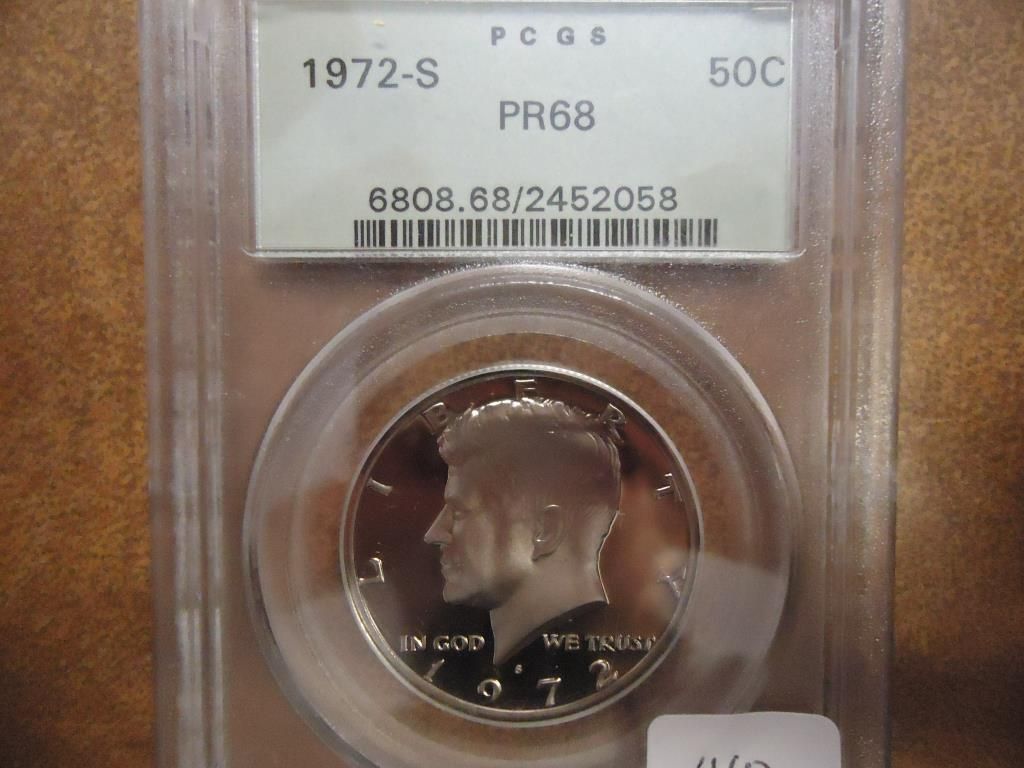 PCGS
1972-S 50C
PR68
6808.68/2452058
LIBERTY
IN GOD WE TRUST
S
1972